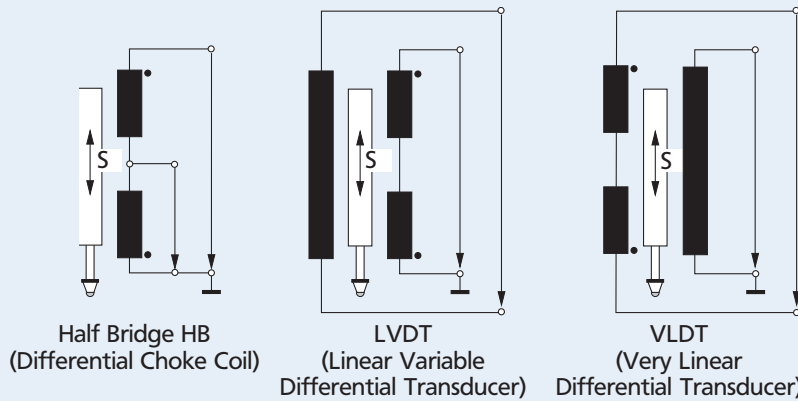 S
S
S
Half Bridge HB
(Differential Choke Coil)
LVDT
(Linear Variable
Differential Transducer)
VLDT
(Very Linear
Differential Transducer)